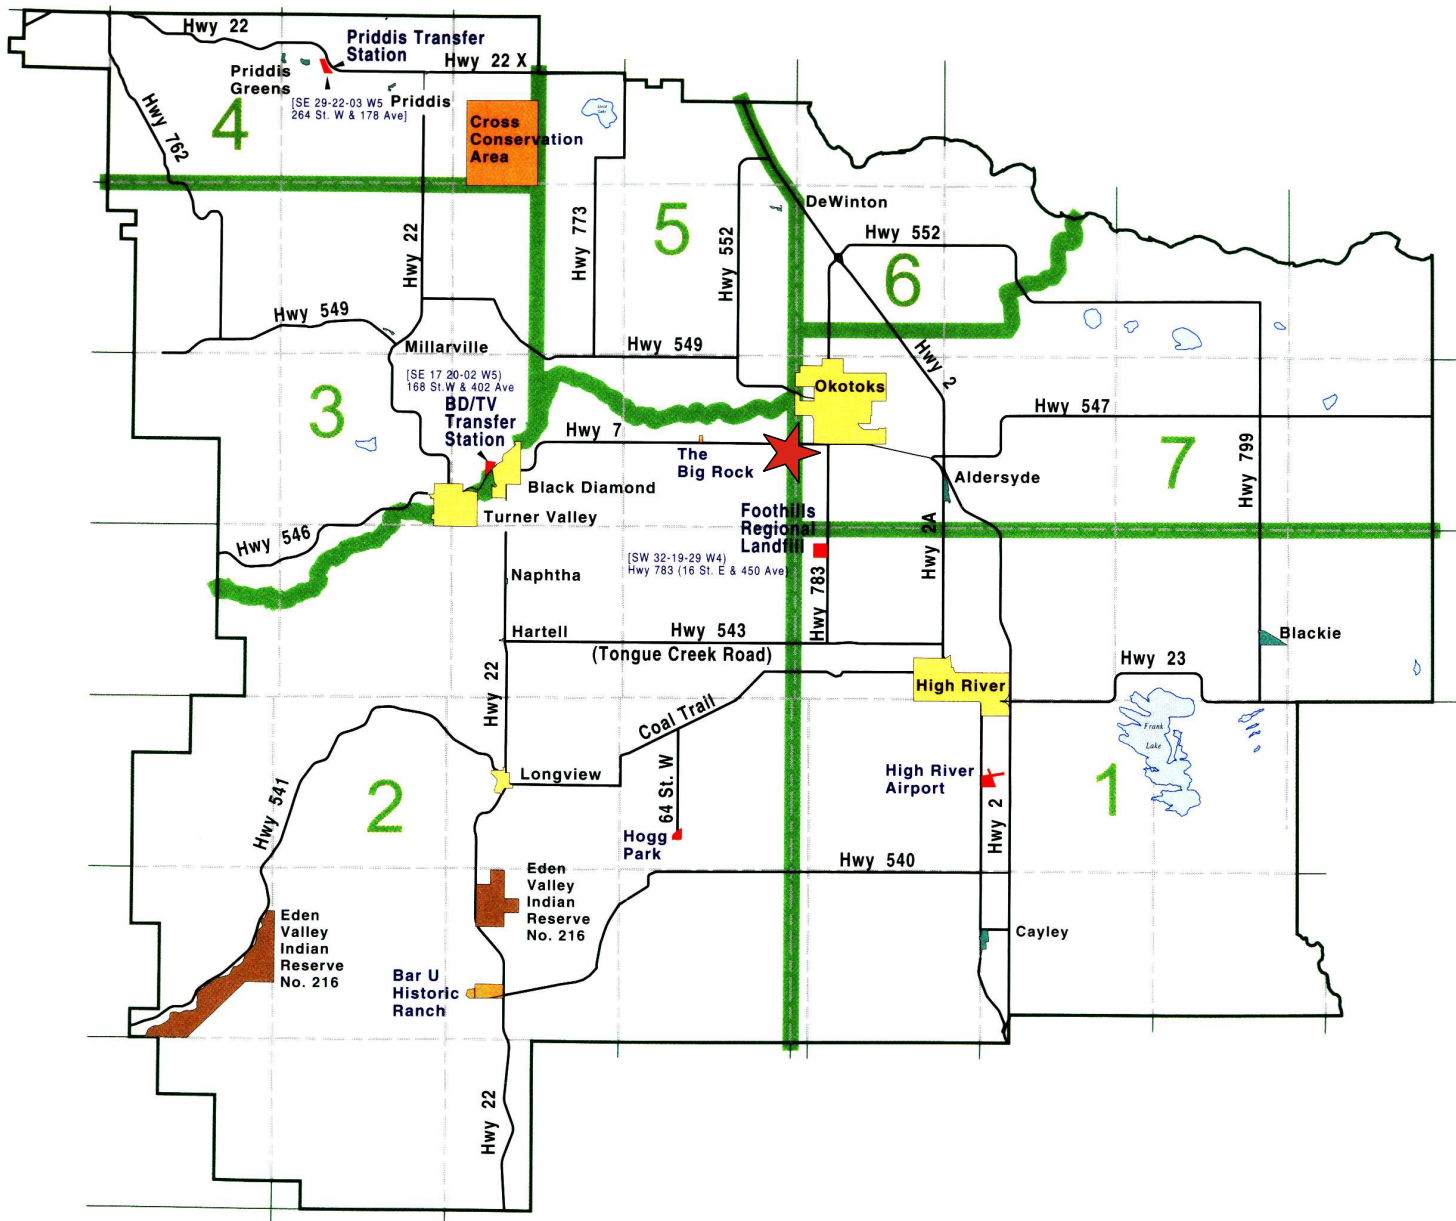 Hwy 22
Priddis Transfer
Station
Hwy 22 X
Priddis
Greens
[SE 29-22-03 W5
264 St. W & 178 Ave]
Priddis
Hwy 762
4
Cross
Conservation
Area
Hwy 22
Hwy 773
5
Hwy 552
DeWinton
Hwy 552
6
Hwy 549
Millarville
Hwy 549
Hwy 2
[SE 17 20-02 W5)
168 St.W & 402 Ave
BD/TV
Transfer
Station
3
Okotoks
Hwy 547
Hwy 7
The
Big Rock
7
Hwy 799
Aldersyde
Black Diamond
Turner Valley
Foothills
Regional
Landfill
Hwy 546
[SW 32-19-29 W4)
Hwy 783 (16 St. E & 450 Ave)
Hwy 2A
Hwy 783
Naphtha
Hartell
Hwy 543
(Tongue Creek Road)
Blackie
Hwy 23
Hwy 22
High River
Coal Trail
Frank
Lake
Longview
High River
Airport
1
2
Hwy 541
64 St. W
Hwy 2
Hogg
Park
Hwy 540
Eden
Valley
Indian
Reserve
No. 216
Eden
Valley
Indian
Reserve
No. 216
Cayley
Bar U
Historic
Ranch
Hwy 22